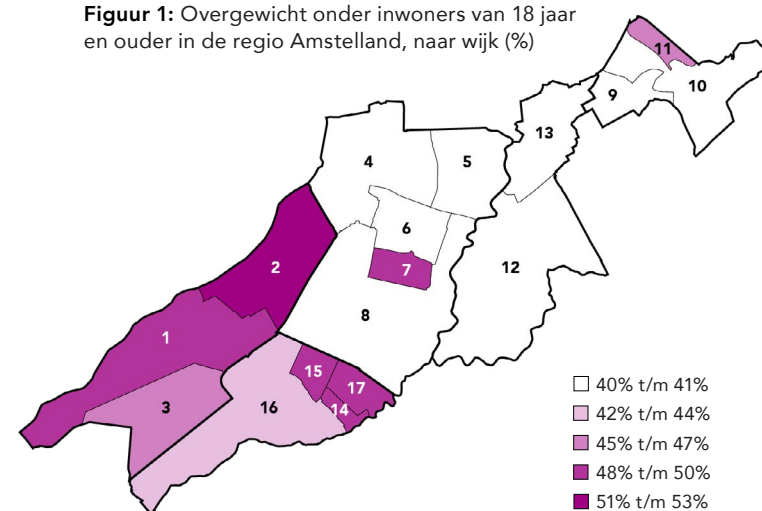 Figuur 1: Overgewicht onder inwoners van 18 jaar
en ouder in de regio Amstelland, naar wijk (%)
11
10
9
13
4
5
6
2
7
12
8
1
15
17
3
16
14
40% t/m 41%
42% t/m 44%
45% t/m 47%
48% t/m 50%
51% t/m 53%